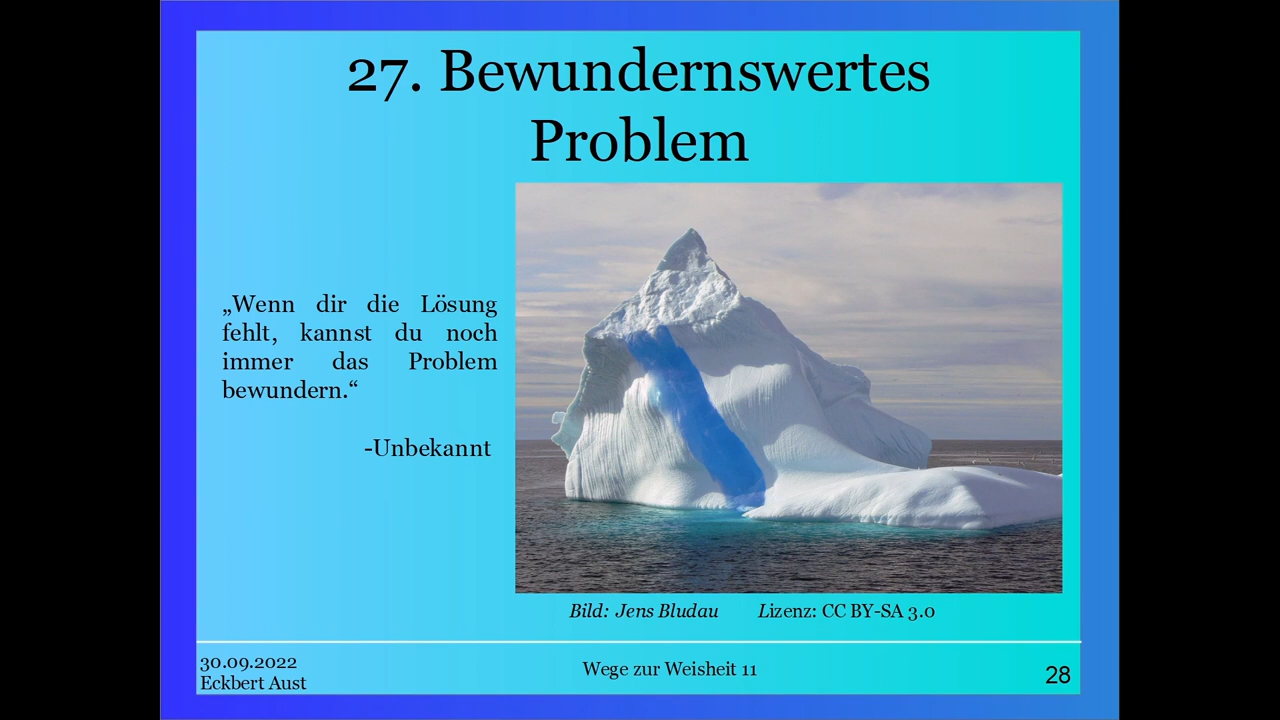 27. Bewundernswertes
Problem
„Wenn dir die Lösung
fehlt, kannst du noch
immer das Problem
bewundern.“
-Unbekannt
Bild: Jens Bludau Lizenz: CC BY-SA 3.0
30.09.2022
Eckbert Aust
Wege zur Weisheit 11
28